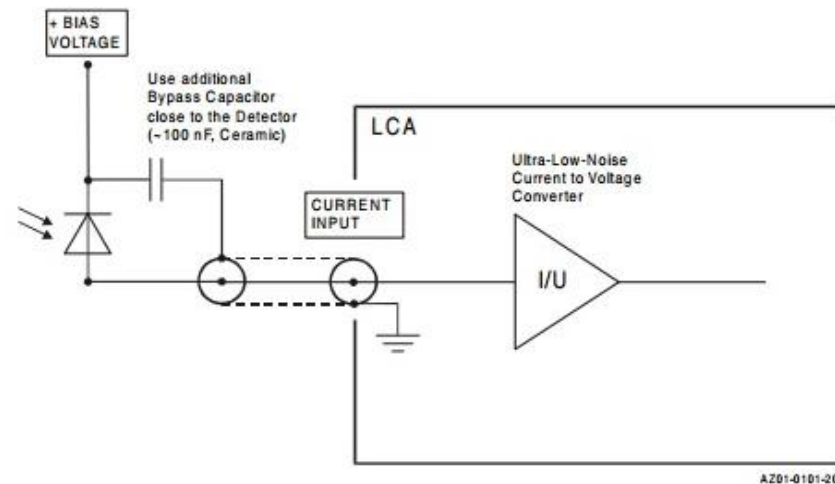 + BIAS
VOLTAGE
Use additional
Bypass Capacitor
close to the Detector
(~100 nF, Ceramic)
LCA
Ultra-Low-Noise
Current to Voltage
Converter
CURRENT
INPUT
I/U